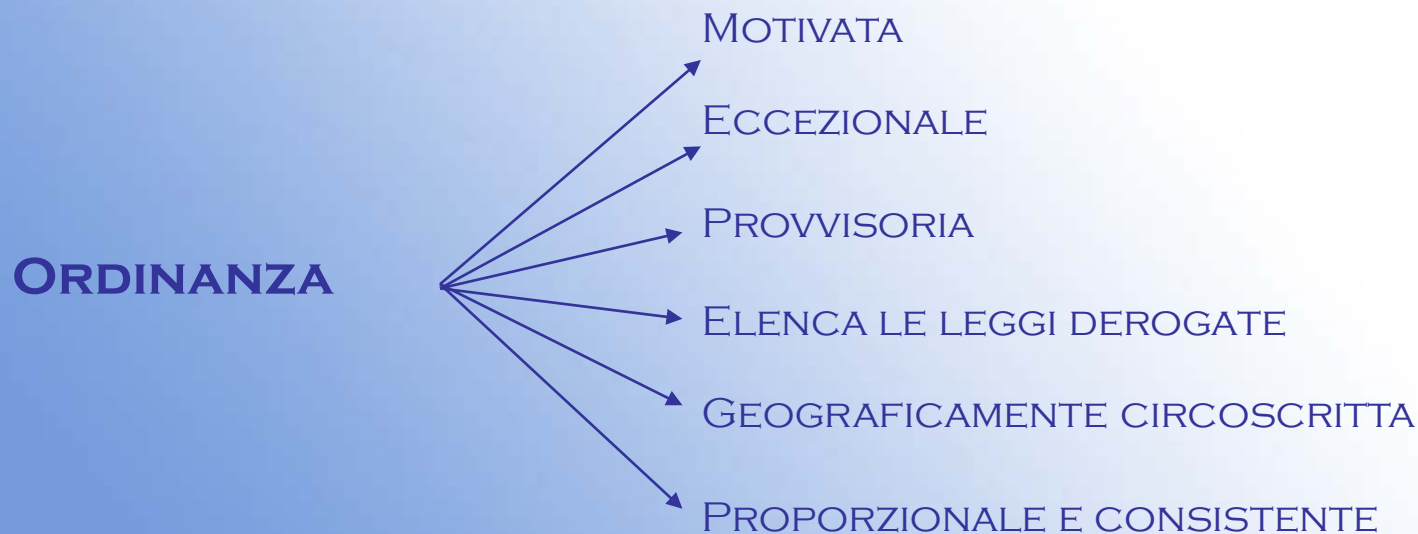 Motivata
Eccezionale
Provvisoria
Ordinanza
Elenca le leggi derogate
Geograficamente circoscritta
Proporzionale e consistente